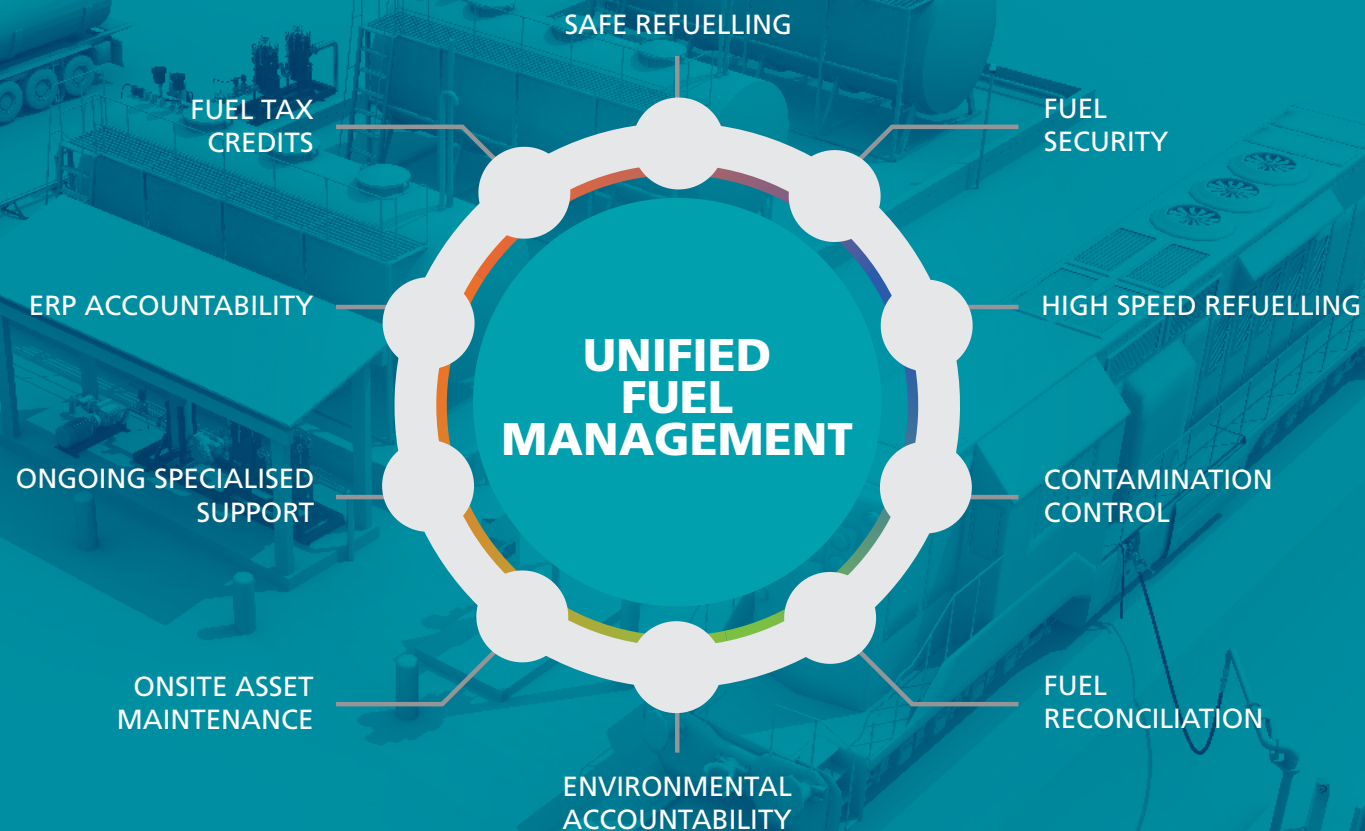 SAFE REFUELLING
FUEL TAX
CREDITS
FUEL
SECURITY
ERP ACCOUNTABILITY
HIGH SPEED REFUELLING
UNIFIED
FUEL
MANAGEMENT
ONGOING SPECIALISED
SUPPORT
CONTAMINATION
CONTROL
ONSITE ASSET
MAINTENANCE
FUEL
RECONCILIATION
ENVIRONMENTAL
ACCOUNTABILITY